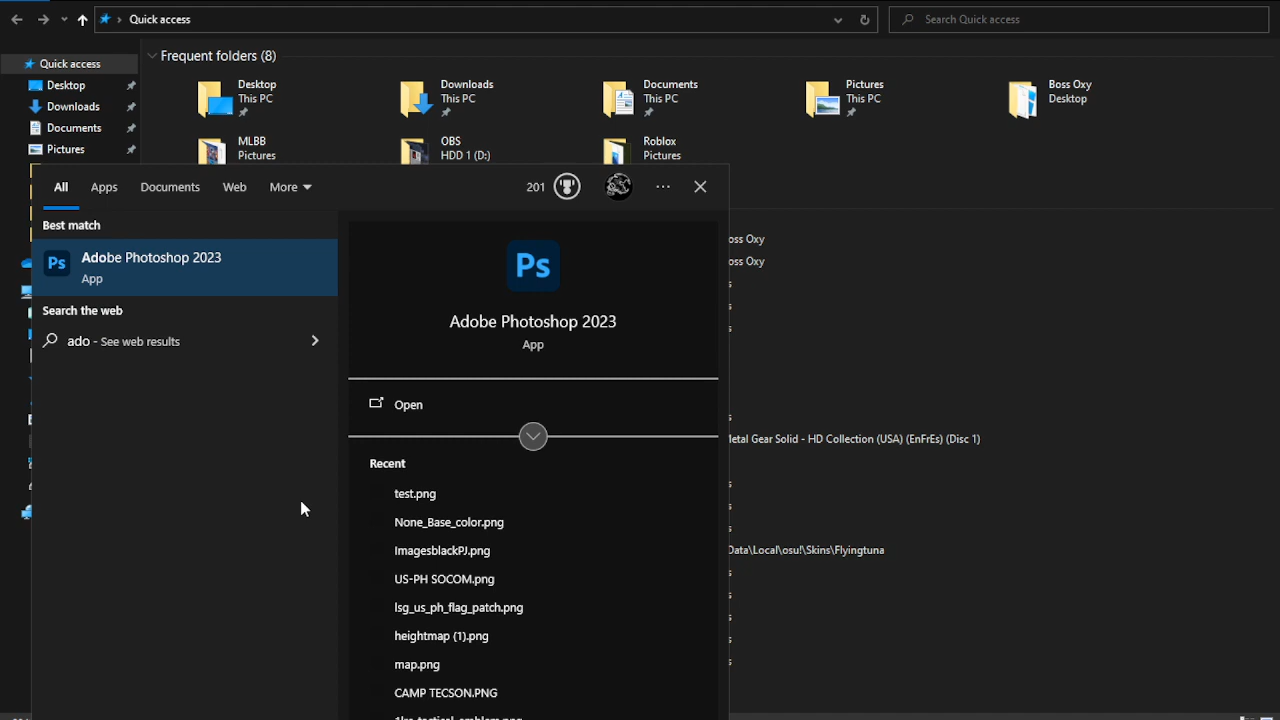 Quick access
Search Quick access
Quick access
Desktop
Downloads
Documents
Pictures
Frequent folders (8)
Desktop
This PC
Downloads
This PC
Documents
This PC
Pictures
This PC
Boss Oxy
Desktop
MLBB
Pictures
OBS
HDD 1 (D:)
Roblox
Pictures
All Apps Documents Web More
201
Best match
Ps Adobe Photoshop 2023
App
Search the web
ado - See web results
Ps
Adobe Photoshop 2023
App
Open
Recent
test.png
None_Base_color.png
ImagesblackPJ.png
US-PH SOCOM.png
lsg_us_ph_flag_patch.png
heightmap (1).png
map.png
CAMP TECSON.PNG
oss Oxy
oss Oxy
etal Gear Solid - HD Collection (USA) (EnFrEs) (Disc 1)
Data\Local\osu!\Skins\Flyingtuna